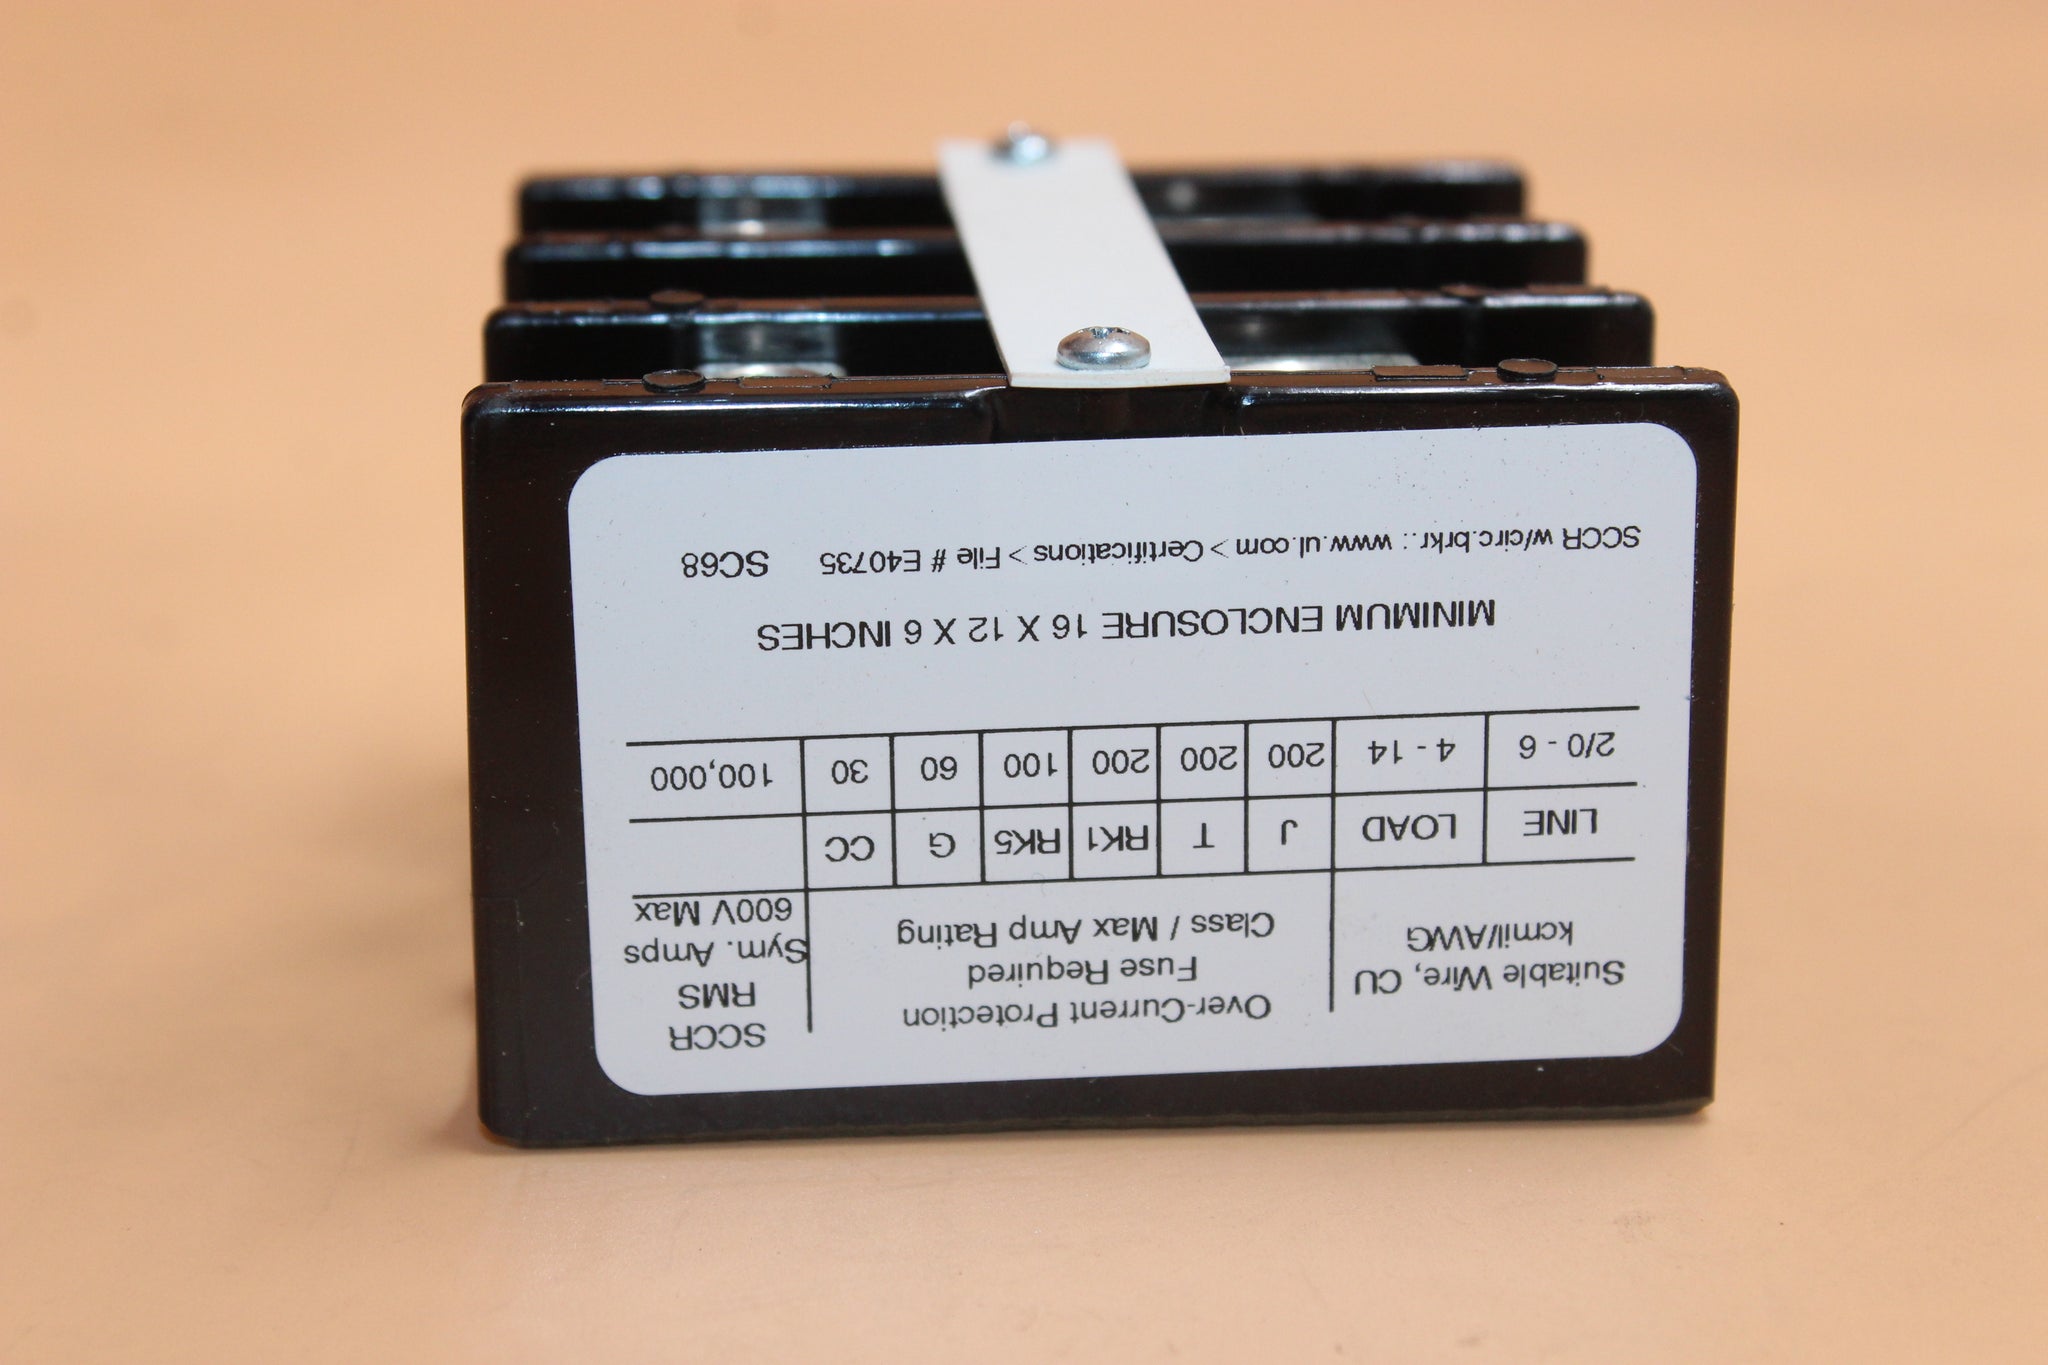 Suitable Wire, CU
kcmil/AWG
Over-Current Protection
Fuse Required
Class / Max Amp Rating
SCCR
RMS
Sym. Amps
600V Max
LINE LOAD J T RK1 RK5 G CC
2/0 - 6 4 - 14 200 200 200 100 60 30 100,000
MINIMUM ENCLOSURE 16 X 12 X 6 INCHES
SCCR w/circ.brkr.: www.ul.com > Certifications > File # E40735 SC68